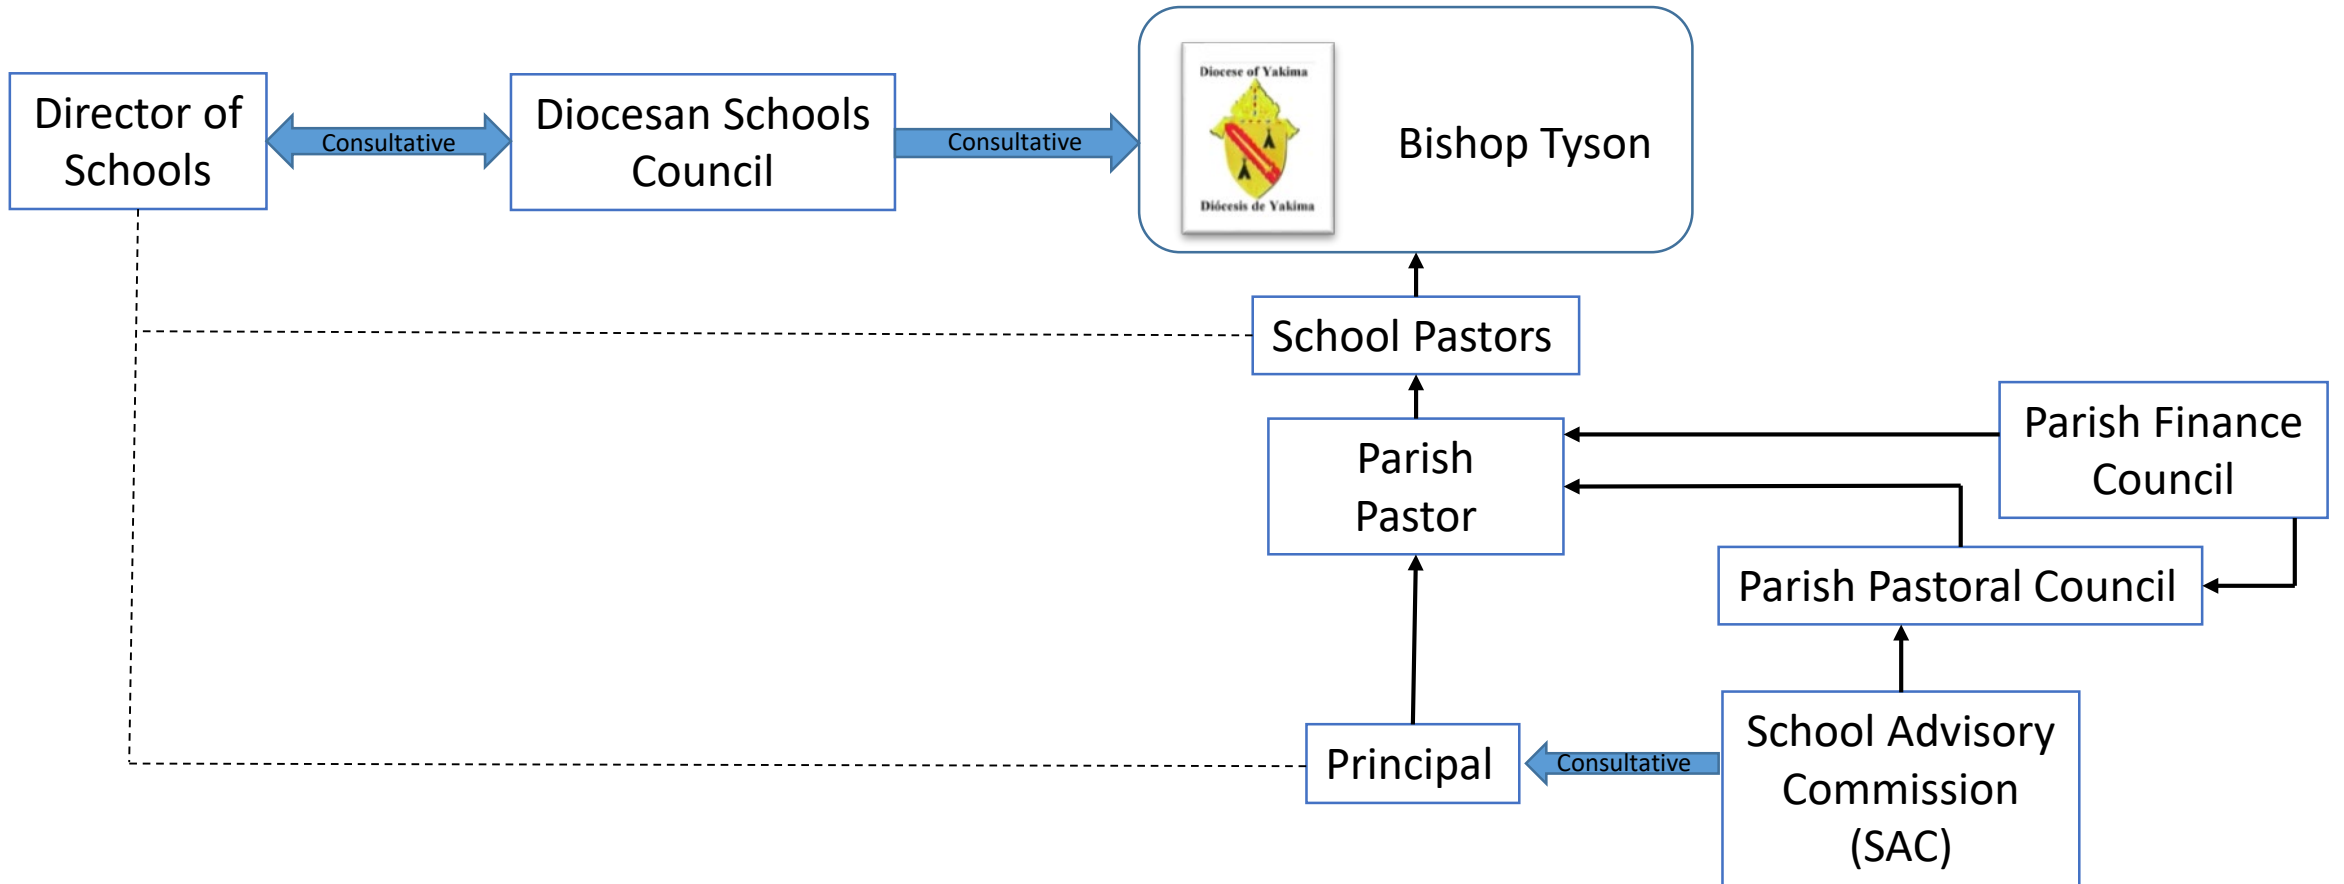 Director of
Schools
Consultative
Diocesan Schools
Council
Consultative
Diocese of Yakima
Diócesis de Yakima
Bishop Tyson
School Pastors
Parish
Pastor
Parish Finance
Council
Parish Pastoral Council
Principal
Consultative
School Advisory
Commission
(SAC)